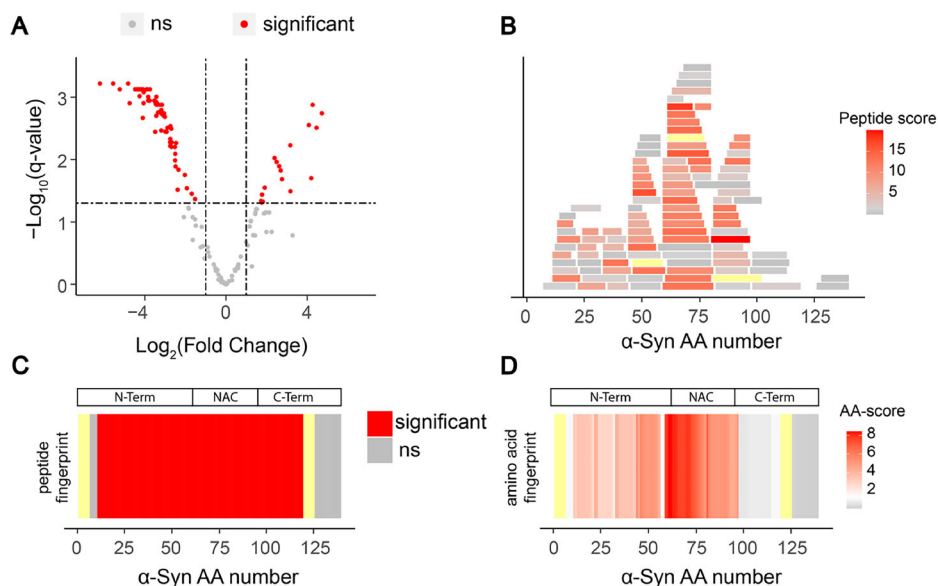 A
ns
significant
−Log10(q-value)
3
2
1
0
−4
0
4
Log2(Fold Change)
B
Peptide score
15
10
5
0
25
50
75
100
125
α-Syn AA number
C
N-Term
NAC
C-Term
peptide
fingerprint
significant
ns
0
25
50
75
100
125
α-Syn AA number
D
N-Term
NAC
C-Term
amino acid
fingerprint
AA-score
8
6
4
2
0
25
50
75
100
125
α-Syn AA number